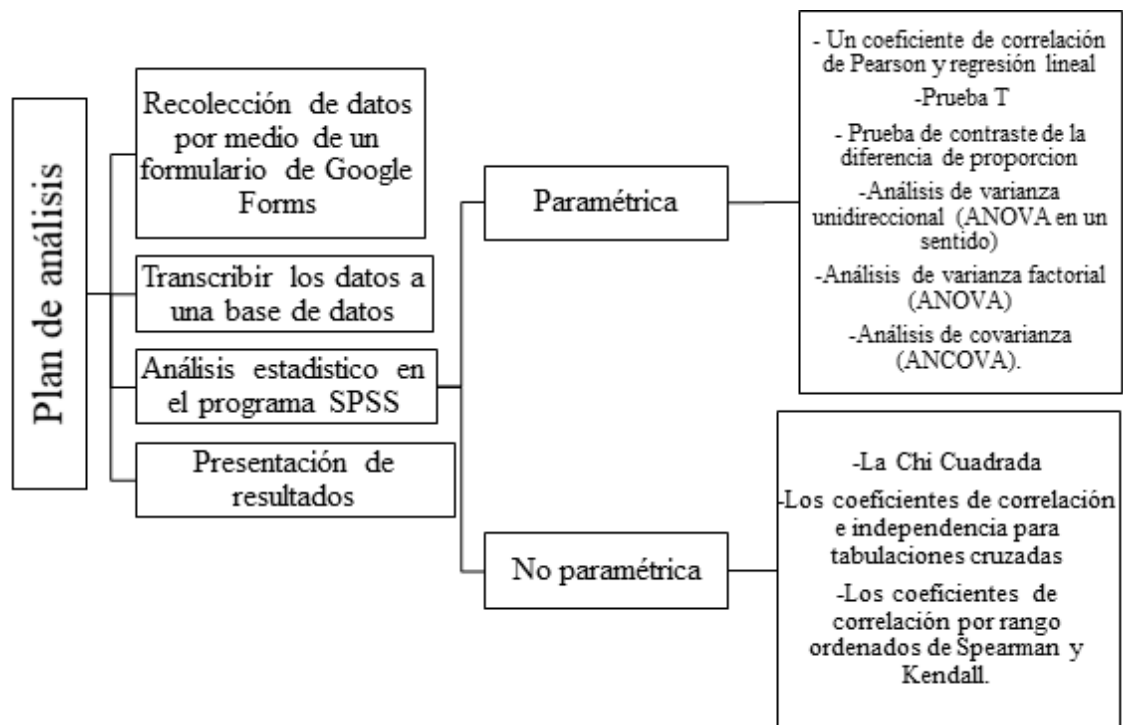 Plan de análisis
Recolección de datos
por medio de un
formulario de Google
Forms
Transcribir los datos a
una base de datos
Análisis estadistico en
el programa SPSS
Presentación de
resultados
Paramétrica
- Un coeficiente de correlación
de Pearson y regresión lineal
-Prueba T
- Prueba de contraste de la
diferencia de proporcion
-Análisis de varianza
unidireccional (ANOVA en un
sentido)
-Análisis de varianza factorial
(ANOVA)
-Análisis de covarianza
(ANCOVA).
No paramétrica
-La Chi Cuadrada
-Los coeficientes de correlación
e independencia para
tabulaciones cruzadas
-Los coeficientes de
correlación por rango
ordenados de Spearman y
Kendall.